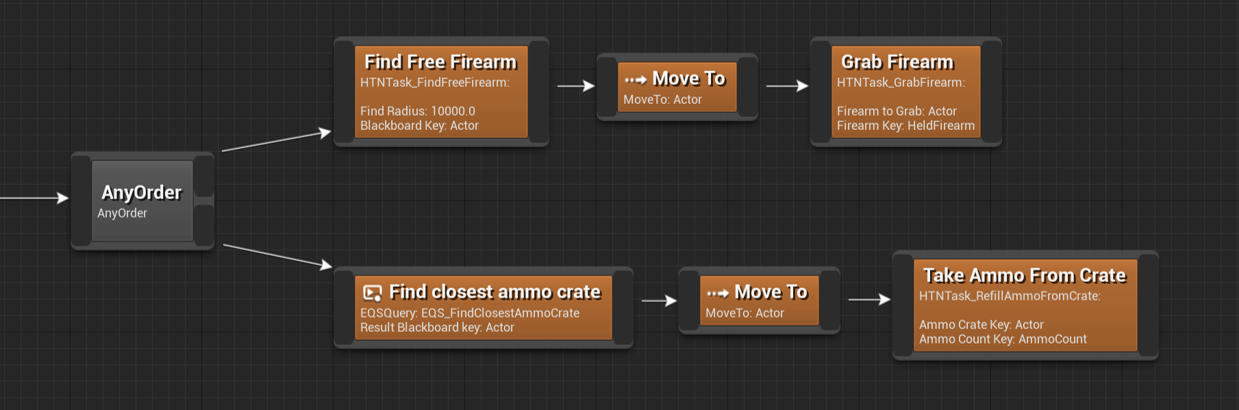 Find Free Firearm
HTNTask_FindFreeFirearm:
Find Radius: 10000.0
Blackboard Key: Actor
Move To
MoveTo: Actor
Grab Firearm
HTNTask_GrabFirearm:
Firearm to Grab: Actor
Firearm Key: HeldFirearm
AnyOrder
AnyOrder
Find closest ammo crate
EQSQuery: EQS_FindClosestAmmoCrate
Result Blackboard key: Actor
Move To
MoveTo: Actor
Take Ammo From Crate
HTNTask_RefillAmmoFromCrate:
Ammo Crate Key: Actor
Ammo Count Key: AmmoCount